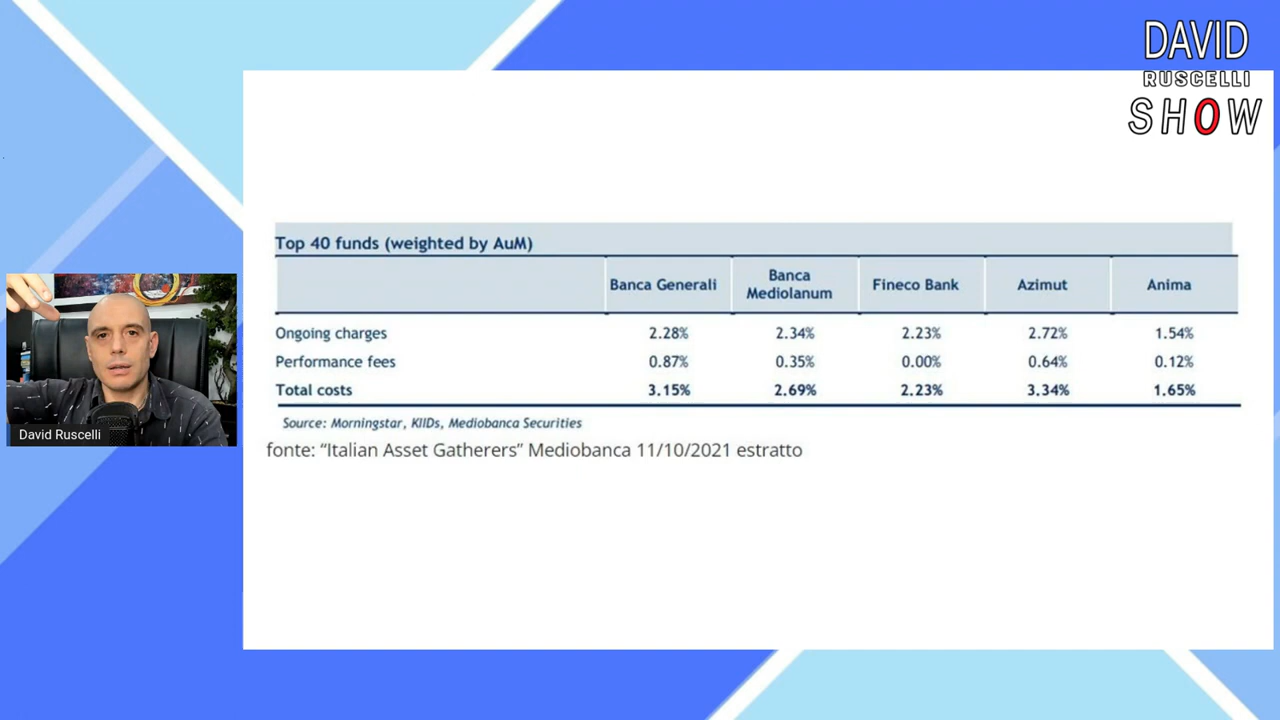 DAVID
RUSCELLI
SHOW
Top 40 funds (weighted by AuM)
Banca Generali Banca Mediolanum Fineco Bank Azimut Anima
Ongoing charges 2.28% 2.34% 2.23% 2.72% 1.54%
Performance fees 0.87% 0.35% 0.00% 0.64% 0.12%
Total costs 3.15% 2.69% 2.23% 3.34% 1.65%
Source: Morningstar, KIIDs, Mediobanca Securities
fonte: “Italian Asset Gatherers” Mediobanca 11/10/2021 estratto
David Ruscelli